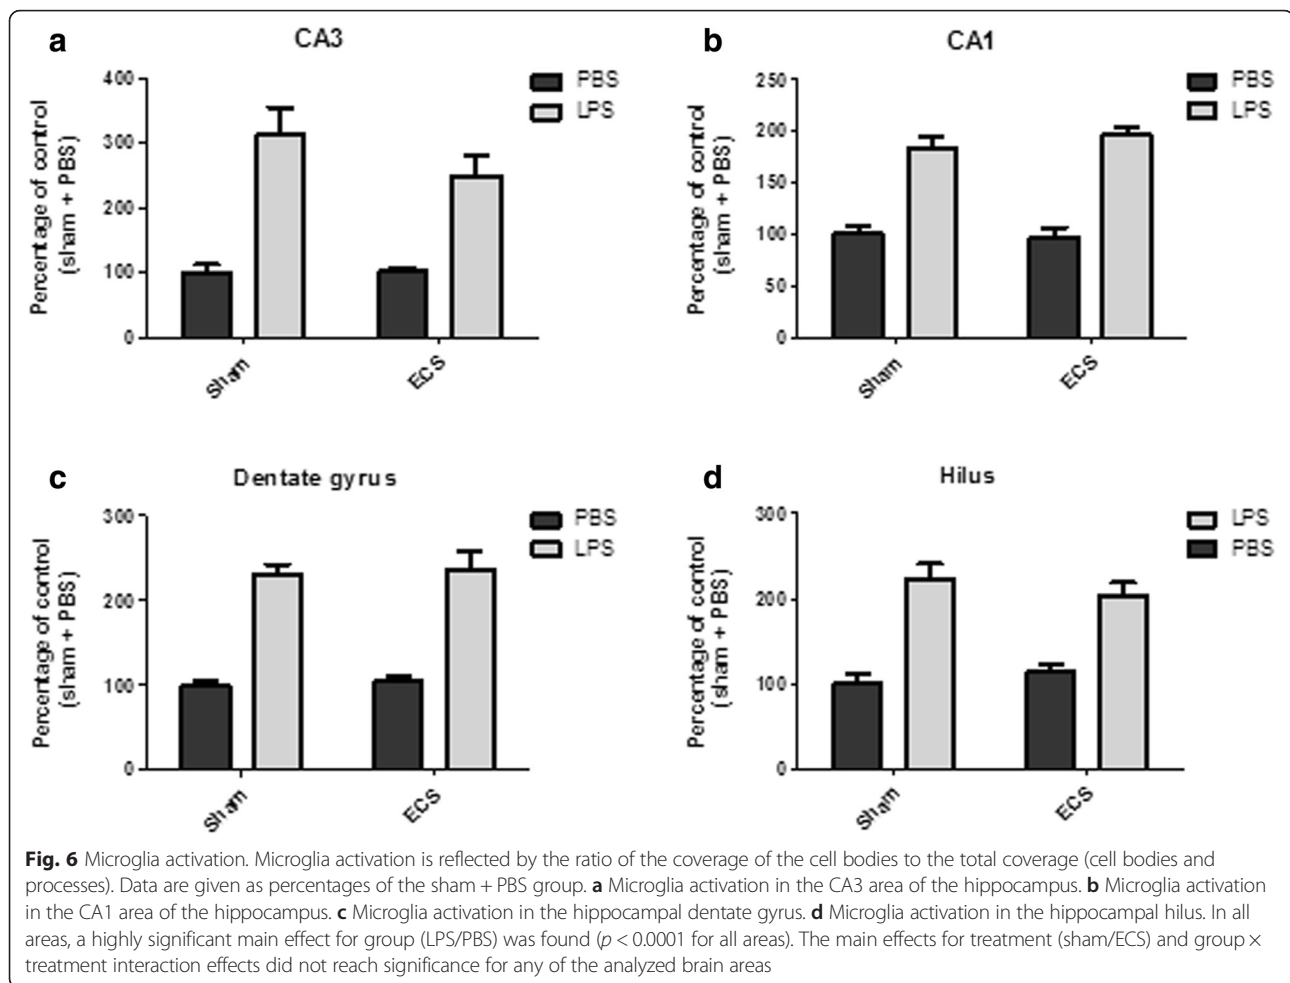 a
CA3
400
300
200
100
0
Percentage of control
(sham + PBS)
PBS
LPS
Sham
ECS
b
CA1
250
200
150
100
50
0
Percentage of control
(sham + PBS)
PBS
LPS
Sham
ECS
c
Dentate gyrus
300
200
100
0
Percentage of control
(sham + PBS)
PBS
LPS
Sham
ECS
d
Hilus
300
200
100
0
Percentage of control
(sham + PBS)
LPS
PBS
Sham
ECS
Fig. 6 Microglia activation. Microglia activation is reflected by the ratio of the coverage of the cell bodies to the total coverage (cell bodies and
processes). Data are given as percentages of the sham + PBS group. a Microglia activation in the CA3 area of the hippocampus. b Microglia activation
in the CA1 area of the hippocampus. c Microglia activation in the hippocampal dentate gyrus. d Microglia activation in the hippocampal hilus. In all
areas, a highly significant main effect for group (LPS/PBS) was found (p < 0.0001 for all areas). The main effects for treatment (sham/ECS) and group ×
treatment interaction effects did not reach significance for any of the analyzed brain areas